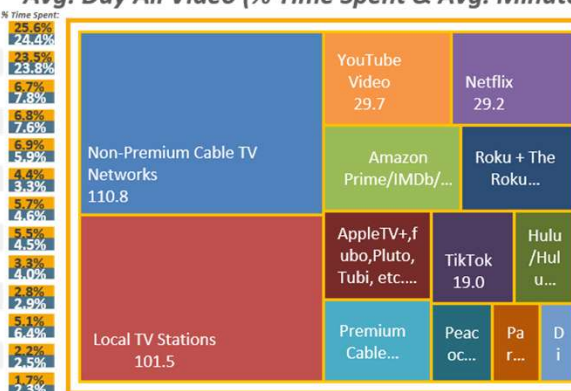 Avg. Day All Video (% Time Spent & Avg. Minute
% Time Spent:
25.6%
24.4%
23.5%
23.8%
6.7%
7.8%
6.8%
7.6%
6.9%
5.9%
4.4%
3.3%
5.7%
4.6%
5.5%
4.5%
3.3%
4.0%
2.8%
2.9%
5.1%
6.4%
2.2%
2.5%
1.7%
2.3%
Non-Premium Cable TV
Networks
110.8
Local TV Stations
101.5
YouTube
Video
29.7
Netflix
29.2
Amazon
Prime/IMDb/...
Roku + The
Roku...
AppleTV+,f
ubo,Pluto,
Tubi, etc....
TikTok
19.0
Hulu
/Hul
u...
Premium
Cable...
Peac
oc...
Pa
r...
D
i